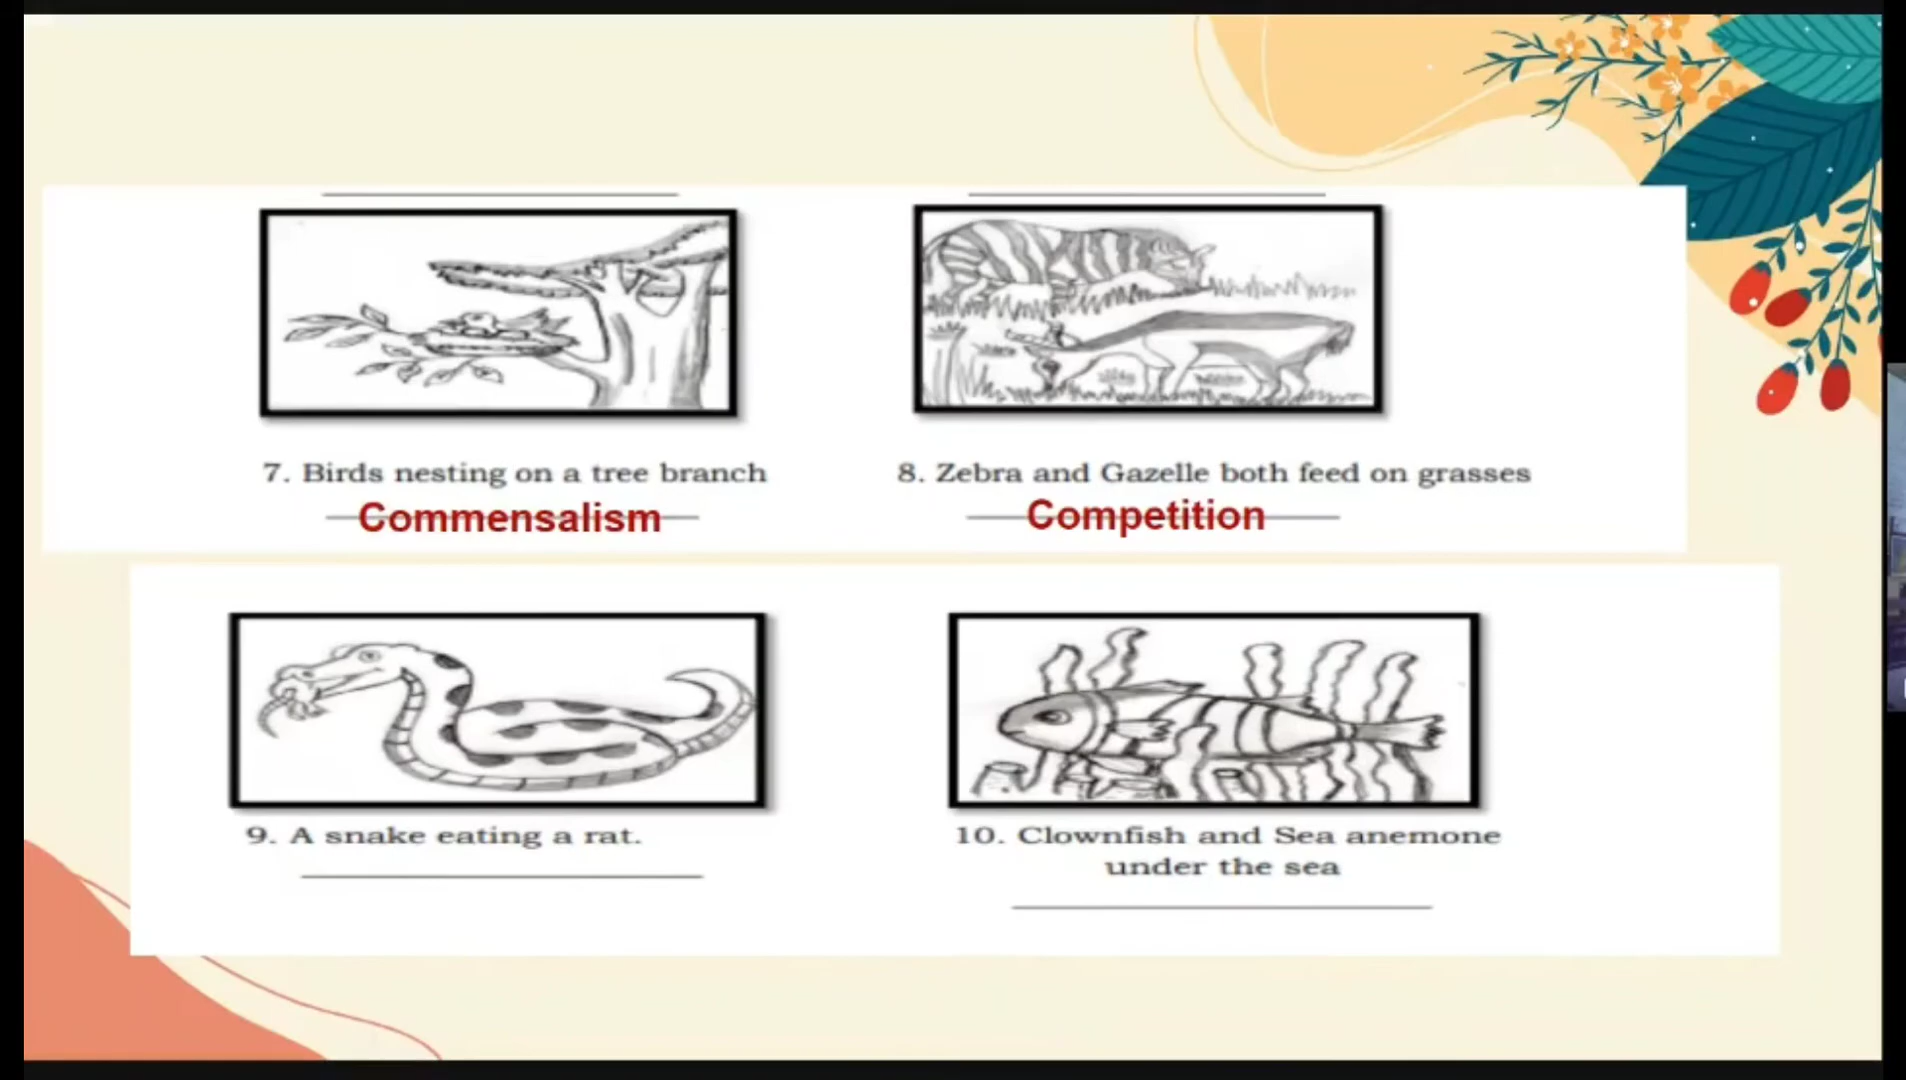 7. Birds nesting on a tree branch
Commensalism
8. Zebra and Gazelle both feed on grasses
Competition
9. A snake eating a rat.
10. Clownfish and Sea anemone
under the sea